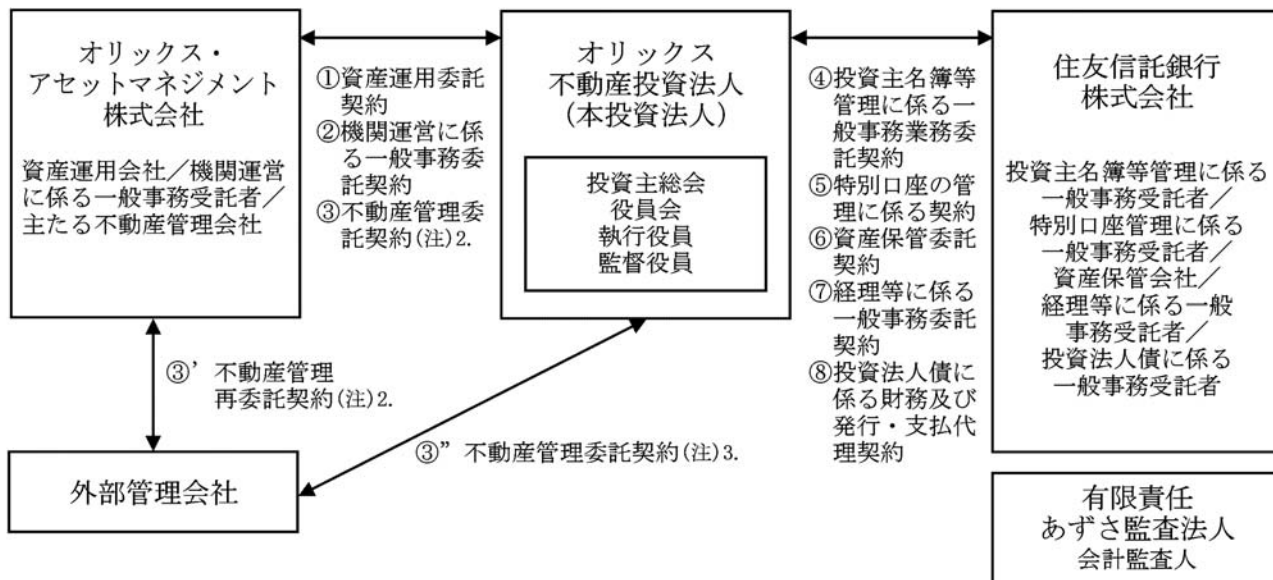 オリックス・
アセットマネジメント
株式会社
資産運用会社／機関運営
に係る一般事務受託者／
主たる不動産管理会社
①資産運用委託
契約
②機関運営に係
る一般事務委
託契約
③不動産管理委
託契約(注)2.
オリックス
不動産投資法人
(本投資法人)
投資主総会
役員会
執行役員
監督役員
④投資主名簿等
管理に係る一
般事務業務委
託契約
⑤特別口座の管
理に係る契約
⑥資産保管委託
契約
⑦経理等に係る
一般事務委託
契約
⑧投資法人債に
係る財務及び
発行・支払代
理契約
住友信託銀行
株式会社
投資主名簿等管理に係る
一般事務受託者／
特別口座管理に係る
一般事務受託者／
資産保管会社／
経理等に係る一般
事務受託者／
投資法人債に係る
一般事務受託者
③’ 不動産管理
再委託契約(注)2.
③” 不動産管理委託契約(注)3.
外部管理会社
有限責任
あずさ監査法人
会計監査人